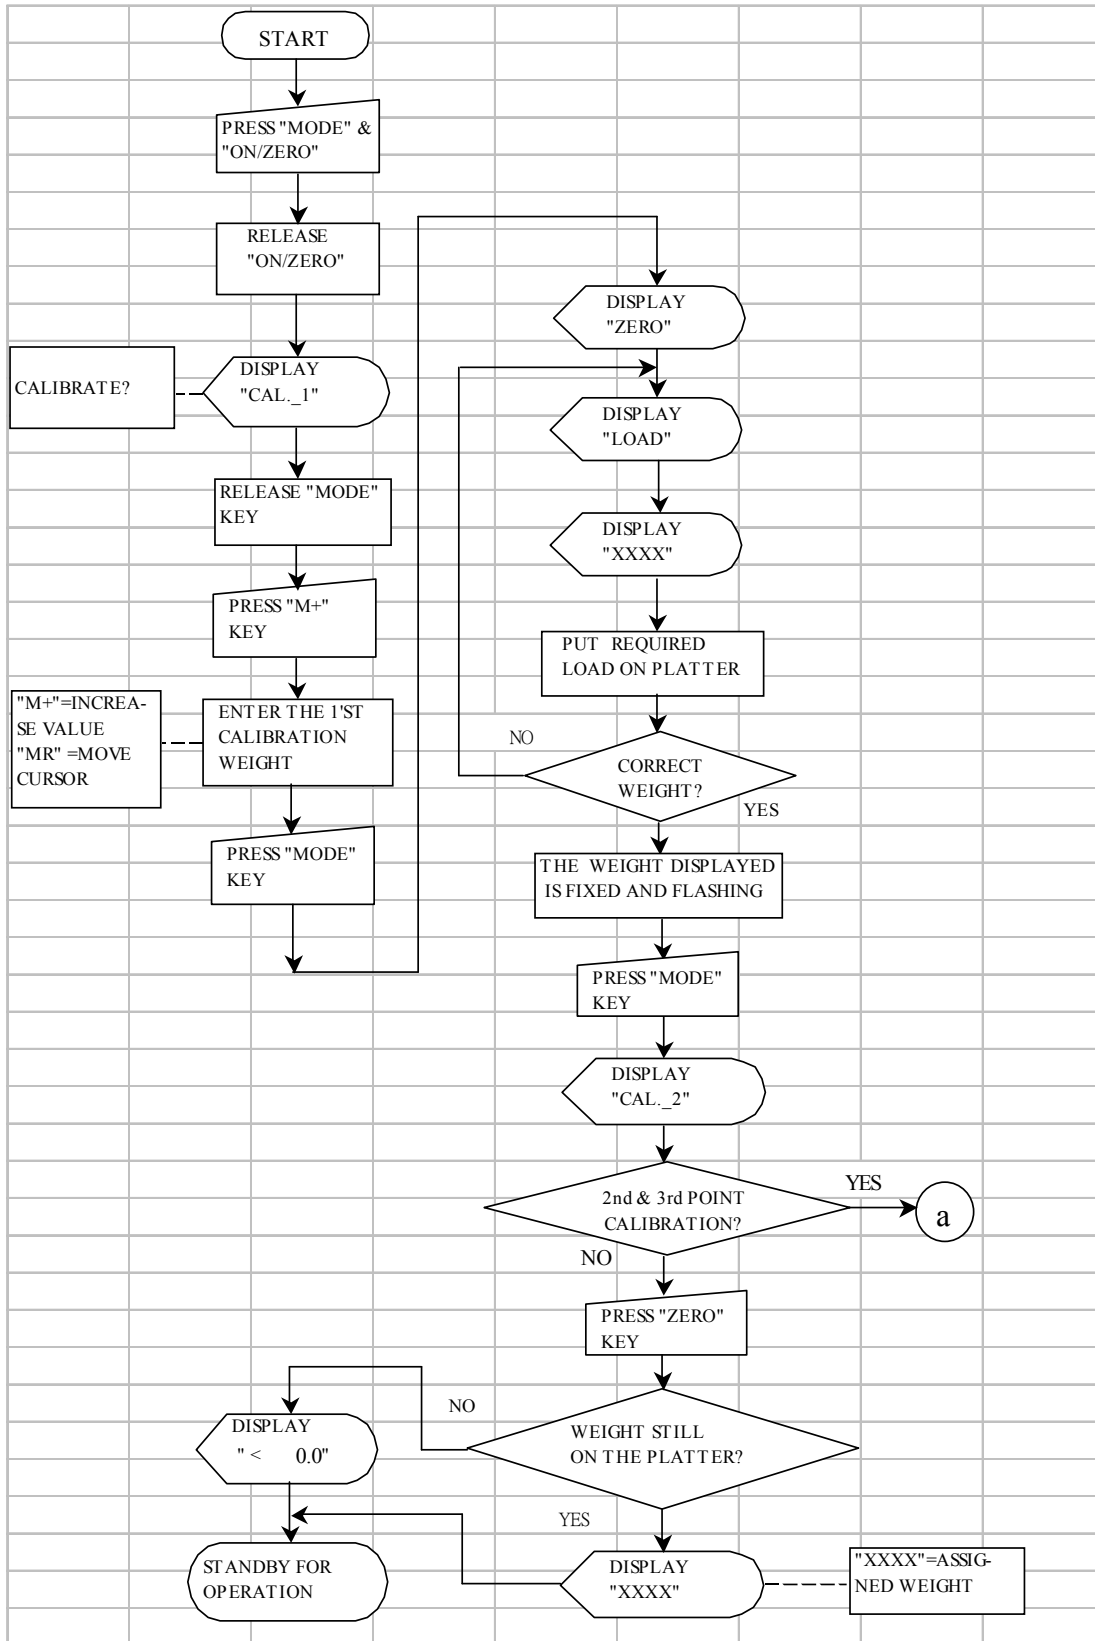 START
PRESS "MODE" &
"ON/ZERO"
RELEASE
"ON/ZERO"
CALIBRATE?
DISPLAY
"CAL._1"
RELEASE "MODE"
KEY
PRESS "M+"
KEY
"M+"=INCREA-
SE VALUE
"MR" =MOVE
CURSOR
ENTER THE 1'ST
CALIBRATION
WEIGHT
PRESS "MODE"
KEY
DISPLAY
"ZERO"
DISPLAY
"LOAD"
DISPLAY
"XXXX"
PUT REQUIRED
LOAD ON PLATTER
NO
CORRECT
WEIGHT?
YES
THE WEIGHT DISPLAYED
IS FIXED AND FLASHING
PRESS "MODE"
KEY
DISPLAY
"CAL._2"
2nd & 3rd POINT
CALIBRATION?
YES
a
NO
PRESS "ZERO"
KEY
NO
WEIGHT STILL
ON THE PLATTER?
DISPLAY
" < 0.0"
YES
STANDBY FOR
OPERATION
DISPLAY
"XXXX"
"XXXX"=ASSIG-
NED WEIGHT